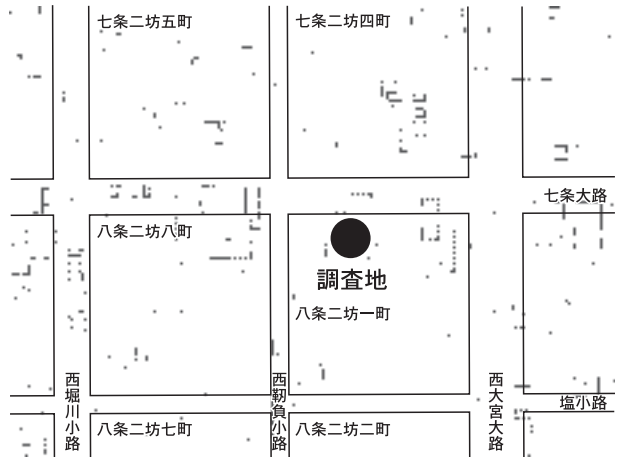 七条二坊五町
七条二坊四町
七条大路
八条二坊八町
調査地
八条二坊一町
西堀川小路
西靭負小路
西大宮大路
塩小路
八条二坊七町
八条二坊二町